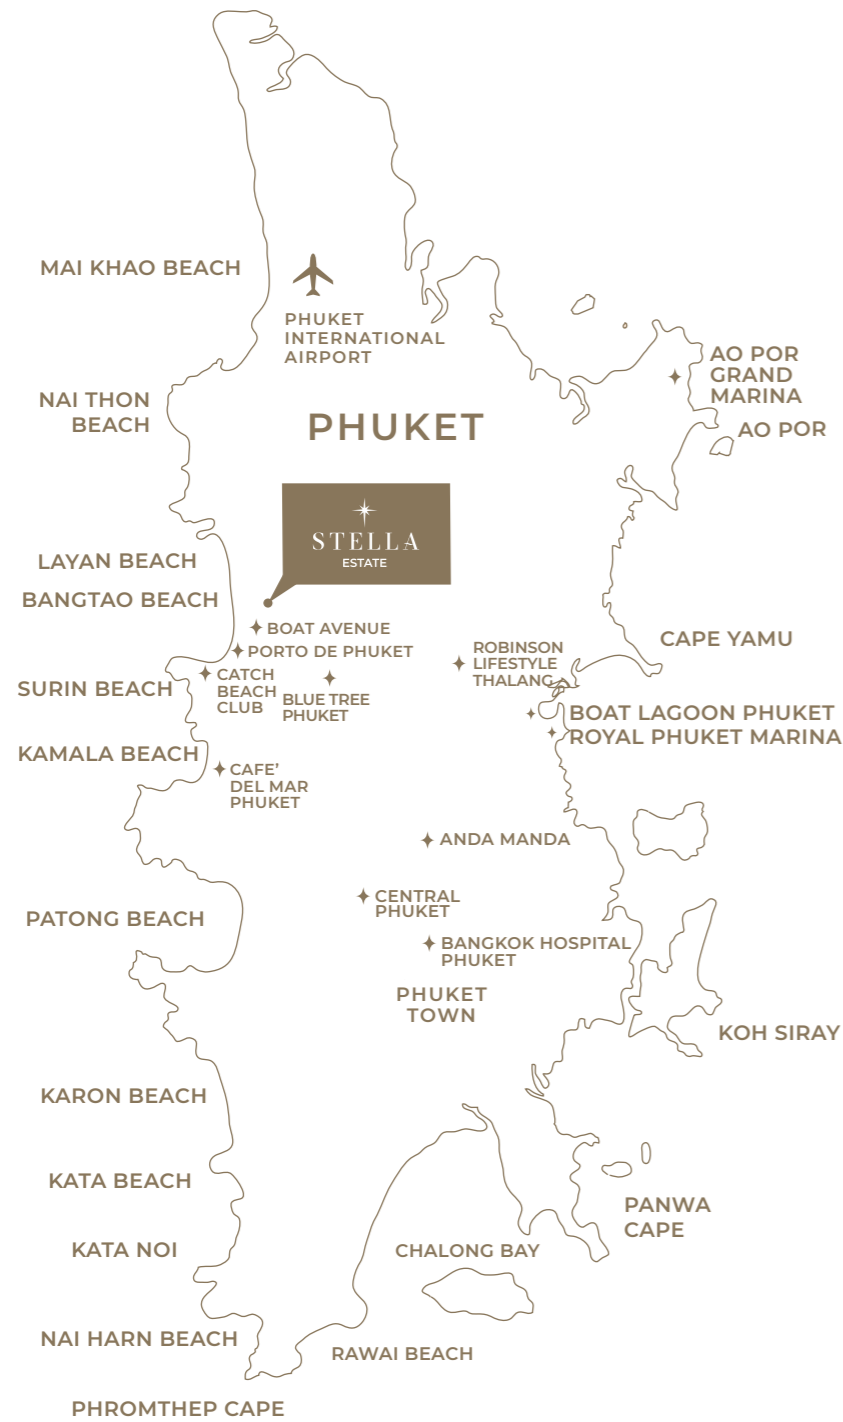 MAI KHAO BEACH
PHUKET
INTERNATIONAL
AIRPORT
AO POR
GRAND
MARINA
NAI THON
BEACH
PHUKET
AO POR
STELLA
ESTATE
LAYAN BEACH
BANGTAO BEACH
BOAT AVENUE
PORTO DE PHUKET
ROBINSON
LIFESTYLE
THALANG
CAPE YAMU
CATCH
BEACH
CLUB
SURIN BEACH
BLUE TREE
PHUKET
BOAT LAGOON PHUKET
ROYAL PHUKET MARINA
KAMALA BEACH
CAFE’
DEL MAR
PHUKET
ANDA MANDA
CENTRAL
PHUKET
PATONG BEACH
BANGKOK HOSPITAL
PHUKET
PHUKET
TOWN
KOH SIRAY
KARON BEACH
KATA BEACH
PANWA
CAPE
KATA NOI
CHALONG BAY
NAI HARN BEACH
RAWAI BEACH
PHROMTHEP CAPE